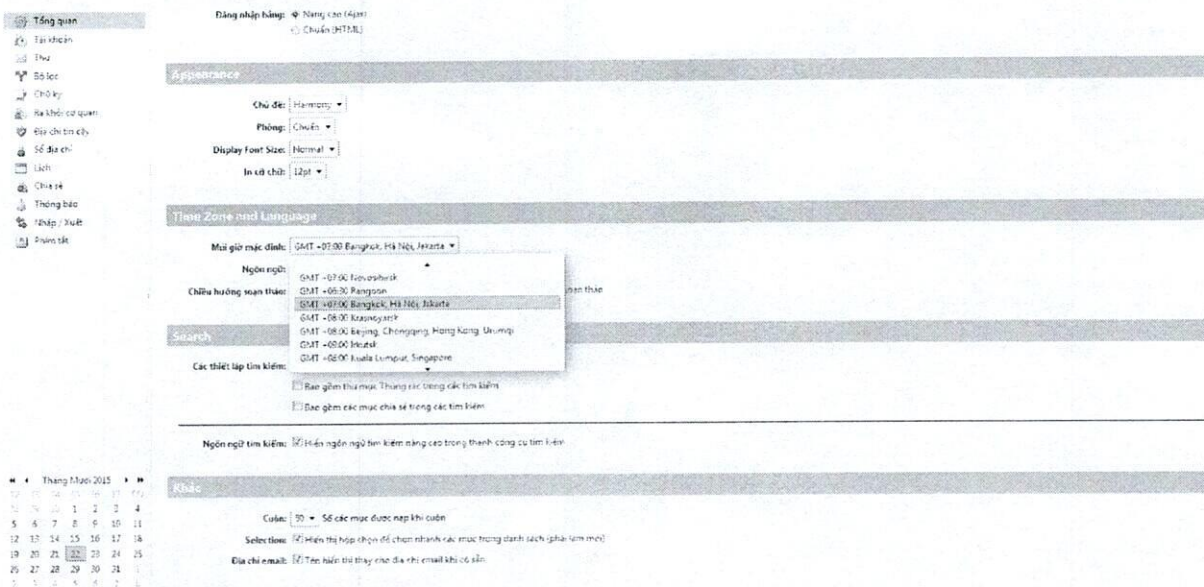 Tổng quan
Tài khoản
Thư
Bộ lọc
Chữ ký
Ra khỏi cơ quan
Địa chỉ tin cậy
Sổ địa chỉ
Lịch
Chia sẻ
Thông báo
Nhập / Xuất
Phím tắt
Đăng nhập bằng: Nâng cao (Ajax)
Chuẩn (HTML)
Appearance
Chủ đề: Harmony
Phông: Chuẩn
Display Font Size: Normal
In cỡ chữ: 12pt
Time Zone and Language
Múi giờ mặc định: GMT +07:00 Bangkok, Hà Nội, Jakarta
Ngôn ngữ:
GMT +07:00 Novosibirsk
Chiều hướng soạn thảo: GMT +06:30 Rangoon soạn thảo
GMT +07:00 Bangkok, Hà Nội, Jakarta
GMT +08:00 Krasnoyarsk
Search
GMT +08:00 Beijing, Chongqing, Hong Kong, Urumqi
Irkutsk
Các thiết lập tìm kiếm: GMT +08:00 Kuala Lumpur, Singapore
Bao gồm thư mục Thùng rác trong các tìm kiếm
Bao gồm các mục chia sẻ trong các tìm kiếm
Ngôn ngữ tìm kiếm: Hiện ngôn ngữ tìm kiếm nâng cao trong thanh công cụ tìm kiếm
Khác
Cuộn: 50 Số các mục được nạp khi cuộn
Selection: Hiển thị hộp chọn để chọn nhanh các mục trong danh sách (phải làm mới)
Địa chỉ email: Tên hiển thị thay cho địa chỉ email khi có sẵn
Tháng Mười 2015
1 2 3 4
5 6 7 8 9 10 11
12 13 14 15 16 17 18
19 20 21 22 23 24 25
26 27 28 29 30 31